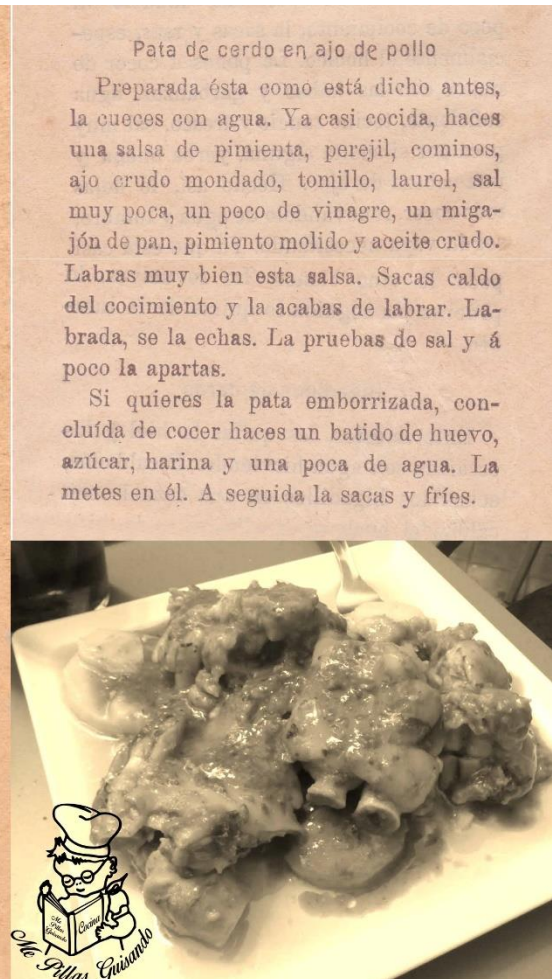 Pata de cerdo en ajo de pollo
Preparada ésta como está dicho antes,
la cueces con agua. Ya casi cocida, haces
una salsa de pimienta, perejil, cominos,
ajo crudo mondado, tomillo, laurel, sal
muy poca, un poco de vinagre, un miga-
jón de pan, pimiento molido y aceite crudo.
Labras muy bien esta salsa. Sacas caldo
del cocimiento y la acabas de labrar. La-
brada, se la echas. La pruebas de sal y á
poco la apartas.
Si quieres la pata emborrizada, con-
cluída de cocer haces un batido de huevo,
azúcar, harina y una poca de agua. La
metes en él. A seguida la sacas y fríes.
Me
Pillas
Guisando
Cocina
Me Pillas Guisando